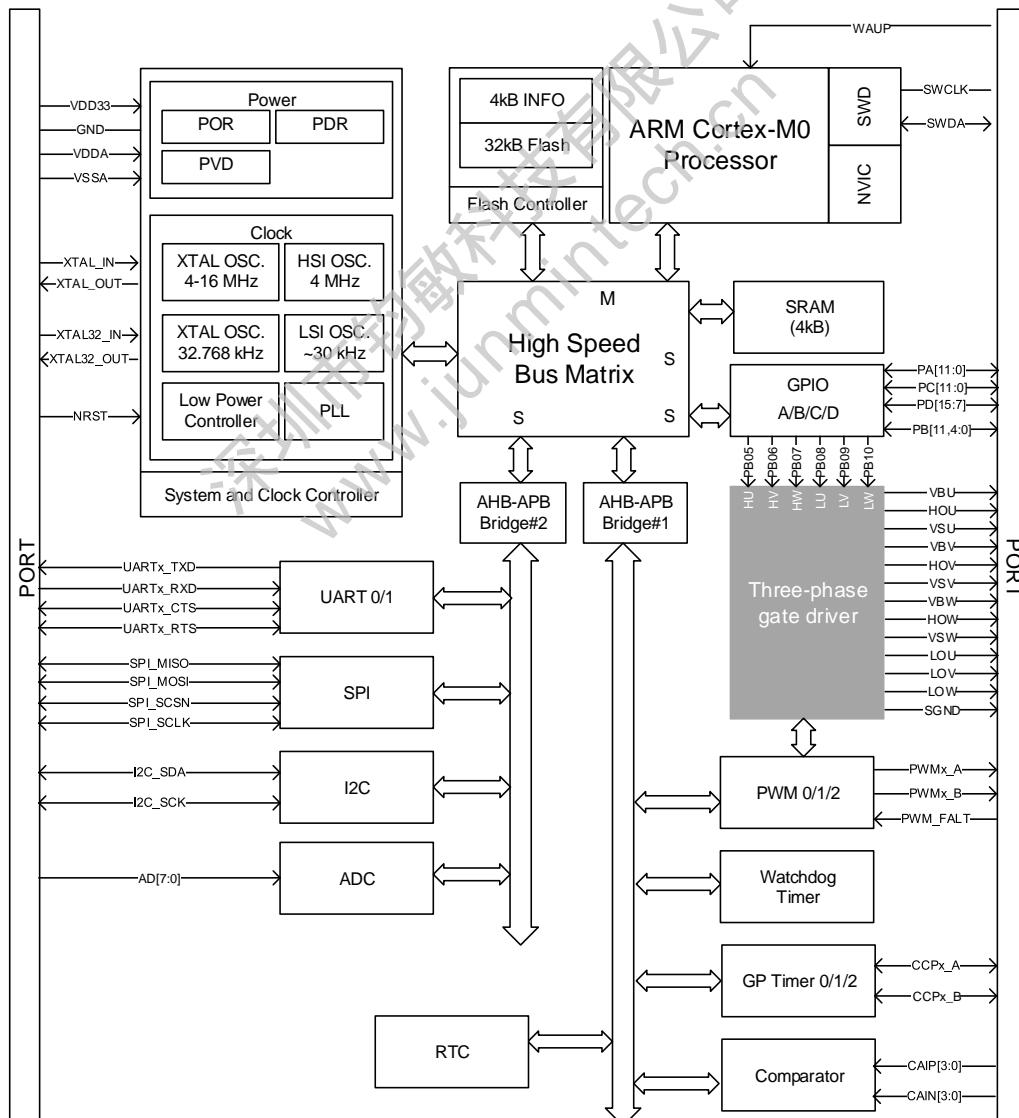 WAUP
VDD33
GND
VDDA
VSSA
XTAL_IN
XTAL_OUT
XTAL32_IN
XTAL32_OUT
NRST
Power
POR
PDR
PVD
Clock
XTAL OSC.
4-16 MHz
HSI OSC.
4 MHz
XTAL OSC.
32.768 kHz
LSI OSC.
~30 kHz
Low Power
Controller
PLL
System and Clock Controller
4kB INFO
32kB Flash
Flash Controller
ARM Cortex-M0
Processor
SWD
NVIC
SWCLK
SWDA
M
High Speed
Bus Matrix
S
S
S
SRAM
(4kB)
GPIO
A/B/C/D
PA[11:0]
PC[11:0]
PD[15:7]
PB[11,4:0]
PB05
PB06
PB07
PB08
PB09
PB10
HU
HV
HW
LU
LV
LW
Three-phase
gate driver
VBU
HOU
VSU
VBV
HOV
VSV
VBW
HOW
VSW
LOU
LOV
LOW
SGND
AHB-APB
Bridge#2
AHB-APB
Bridge#1
PORT
PORT
UARTx_TXD
UARTx_RXD
UARTx_CTS
UARTx_RTS
UART 0/1
SPI_MISO
SPI_MOSI
SPI_SCSN
SPI_SCLK
SPI
I2C_SDA
I2C_SCK
I2C
AD[7:0]
ADC
RTC
PWM 0/1/2
PWMx_A
PWMx_B
PWM_FALT
Watchdog
Timer
GP Timer 0/1/2
CCPx_A
CCPx_B
Comparator
CAIP[3:0]
CAIN[3:0]
深圳市钧敏科技有限公司
www.junmintech.cn